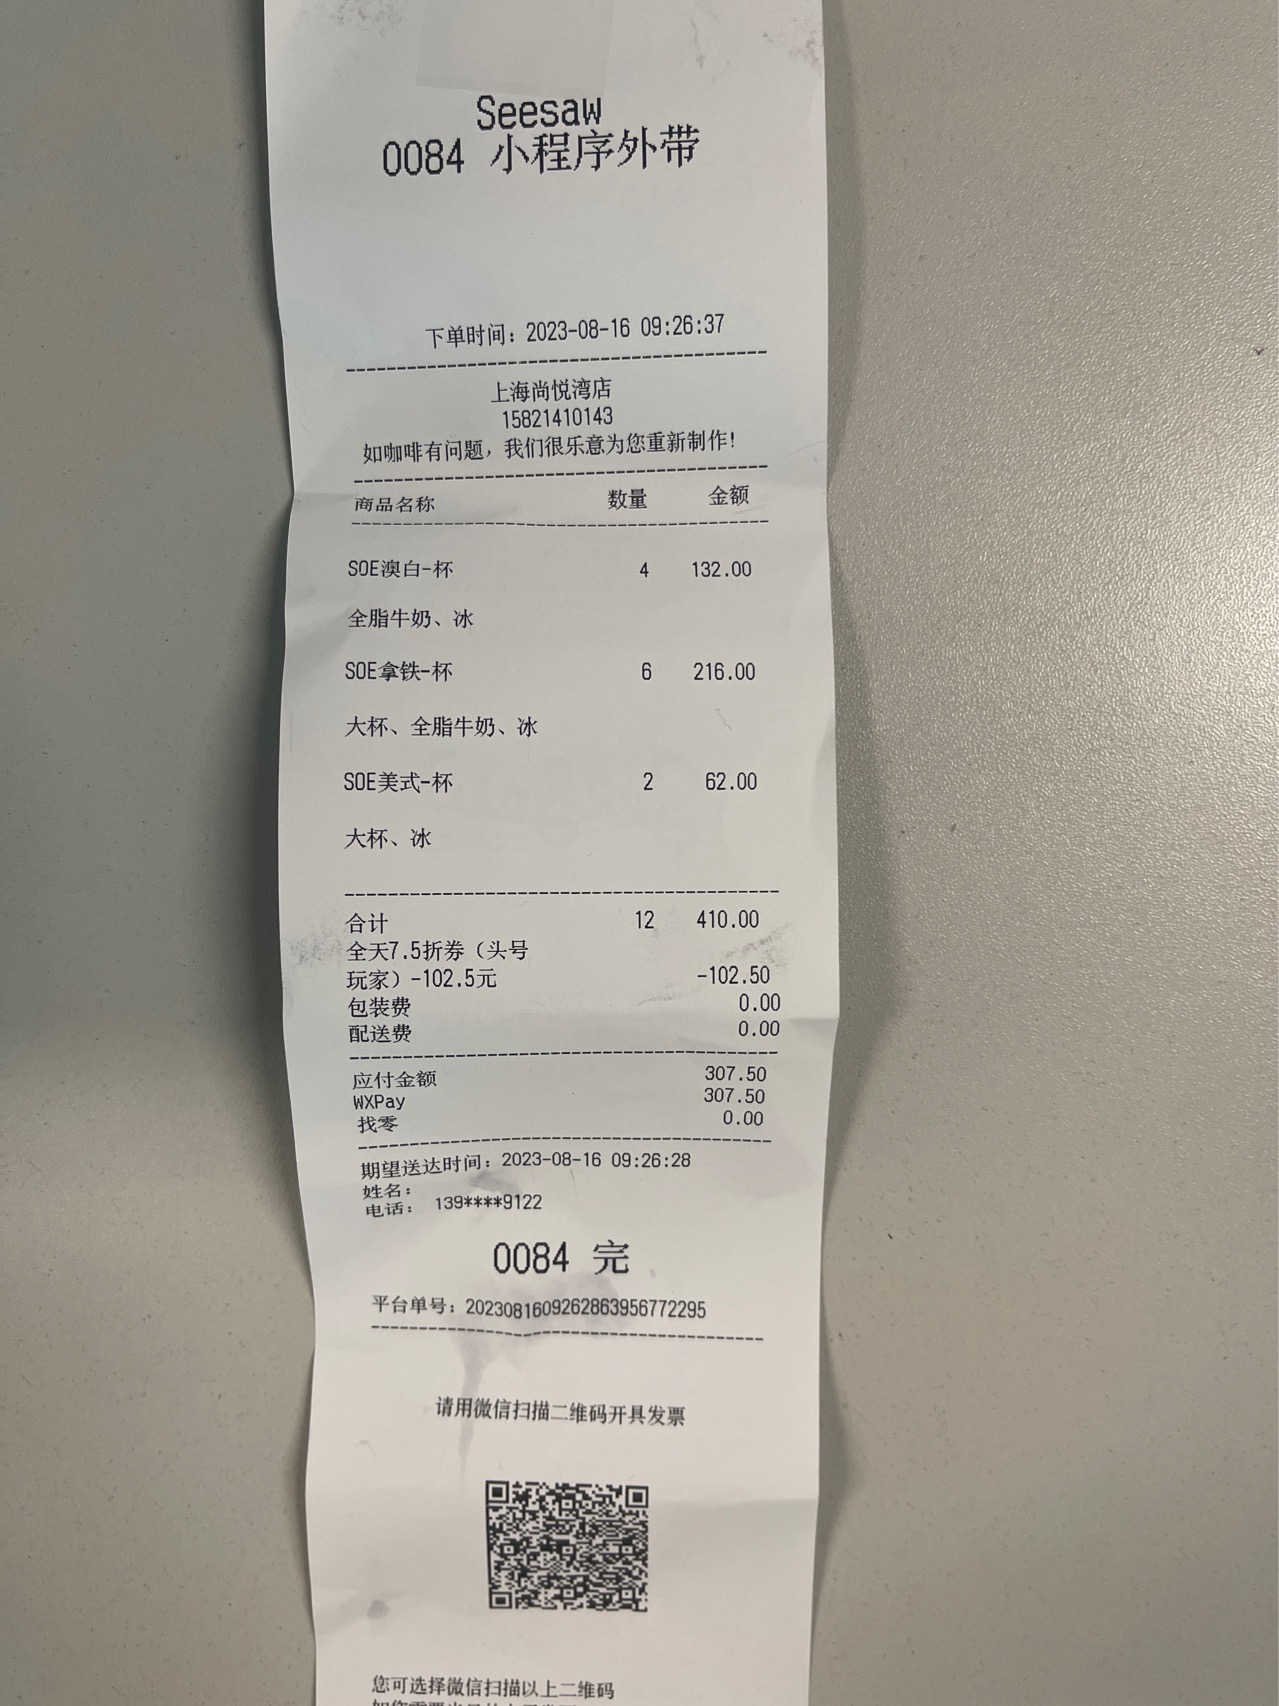 Seesaw
0084 小程序外带
下单时间：2023-08-16 09:26:37
上海尚悦湾店
15821410143
如咖啡有问题，我们很乐意为您重新制作！
商品名称 数量 金额
SOE澳白-杯 4 132.00
全脂牛奶、冰
SOE拿铁-杯 6 216.00
大杯、全脂牛奶、冰
SOE美式-杯 2 62.00
大杯、冰
合计 12 410.00
全天7.5折券（头号
玩家）-102.5元 -102.50
包装费 0.00
配送费 0.00
应付金额 307.50
WXPay 307.50
找零 0.00
期望送达时间：2023-08-16 09:26:28
姓名：
电话： 139****9122
0084 完
平台单号：2023081609262863956772295
请用微信扫描二维码开具发票
您可选择微信扫描以上二维码